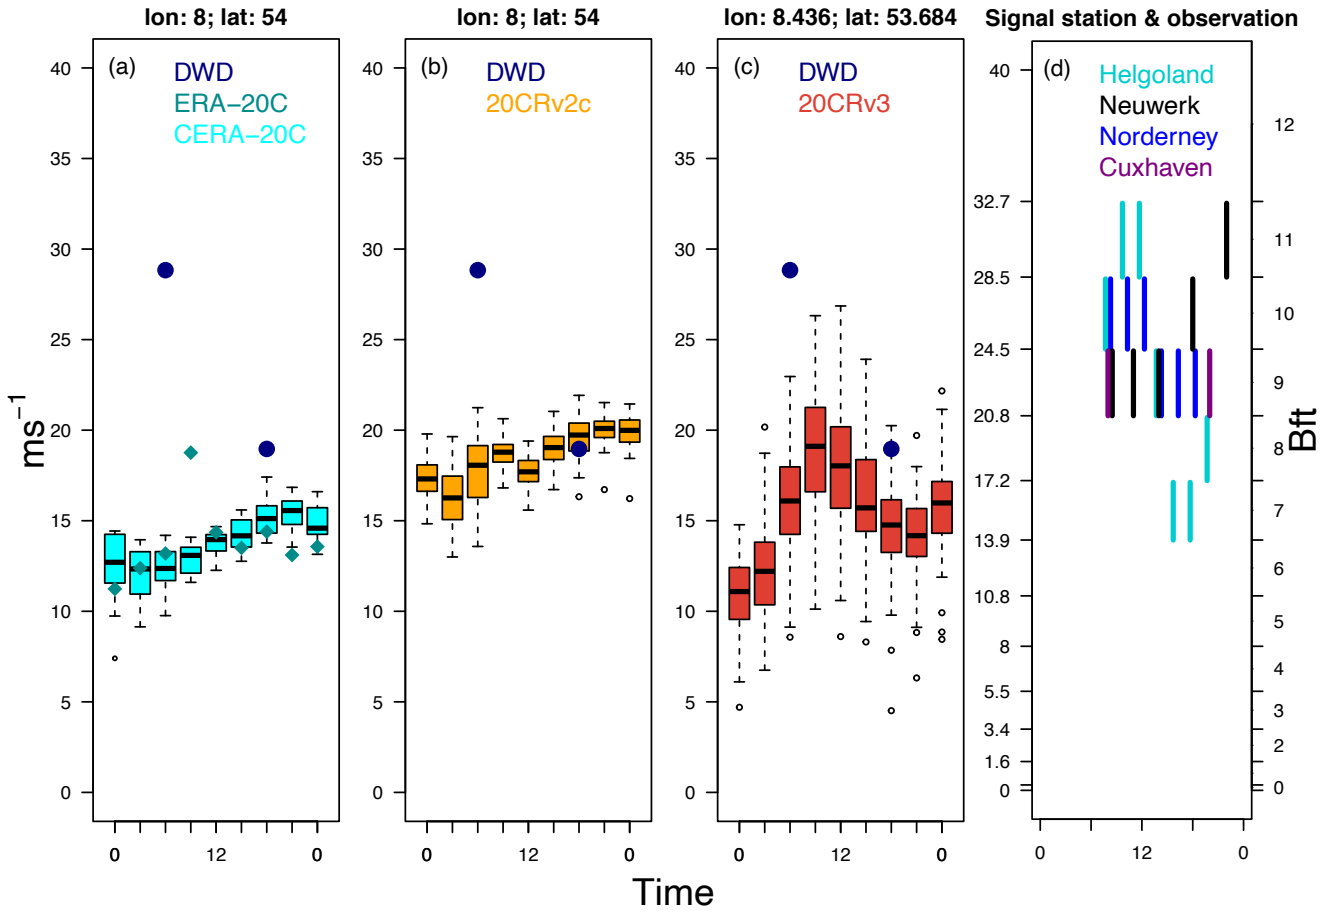 lon: 8; lat: 54
lon: 8; lat: 54
lon: 8.436; lat: 53.684
Signal station & observation
(a)
DWD
ERA−20C
CERA−20C
(b)
DWD
20CRv2c
(c)
DWD
20CRv3
(d)
Helgoland
Neuwerk
Norderney
Cuxhaven
ms−1
40
35
30
25
20
15
10
5
0
0
12
0
40
35
30
25
20
15
10
5
0
0
12
0
40
35
30
25
20
15
10
5
0
0
12
0
40
32.7
28.5
24.5
20.8
17.2
13.9
10.8
8
5.5
3.4
1.6
0
0
12
0
12
11
10
9
8
7
6
5
4
3
2
0
Bft
Time